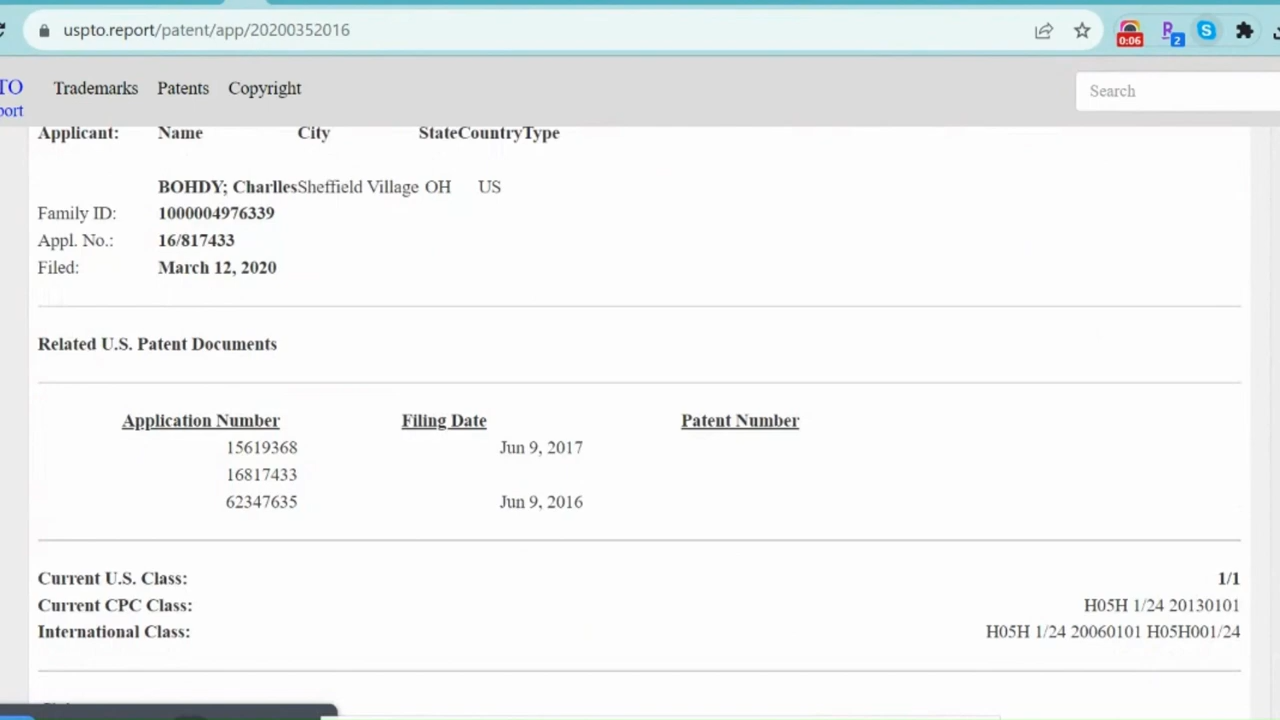 uspto.report/patent/app/20200352016
0:06
2
S
TO
port
Trademarks Patents Copyright
Search
Applicant: Name City StateCountryType
BOHDY; CharllesSheffield Village OH US
Family ID: 1000004976339
Appl. No.: 16/817433
Filed: March 12, 2020
Related U.S. Patent Documents
Application Number Filing Date Patent Number
15619368 Jun 9, 2017
16817433
62347635 Jun 9, 2016
Current U.S. Class: 1/1
Current CPC Class: H05H 1/24 20130101
International Class: H05H 1/24 20060101 H05H001/24